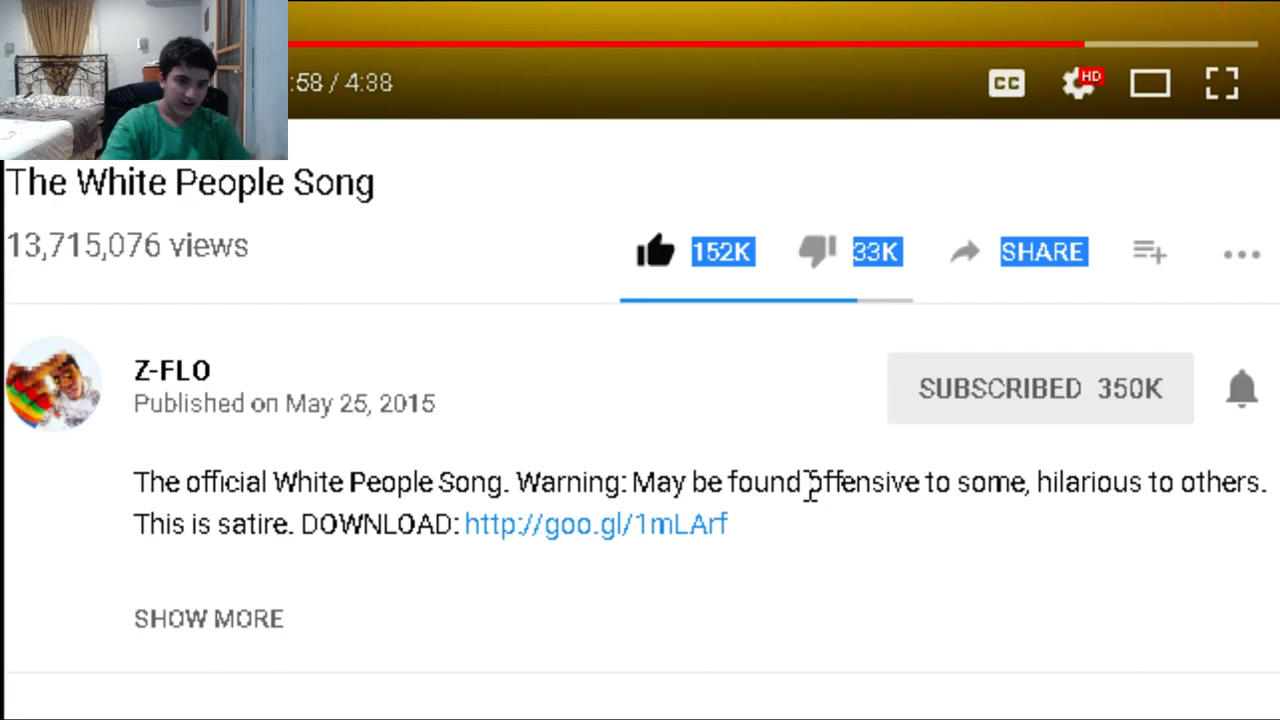 :58 / 4:38
CC
HD
The White People Song
13,715,076 views
152K
33K
SHARE
Z-FLO
Published on May 25, 2015
SUBSCRIBED 350K
The official White People Song. Warning: May be found offensive to some, hilarious to others.
This is satire. DOWNLOAD: http://goo.gl/1mLArf
SHOW MORE